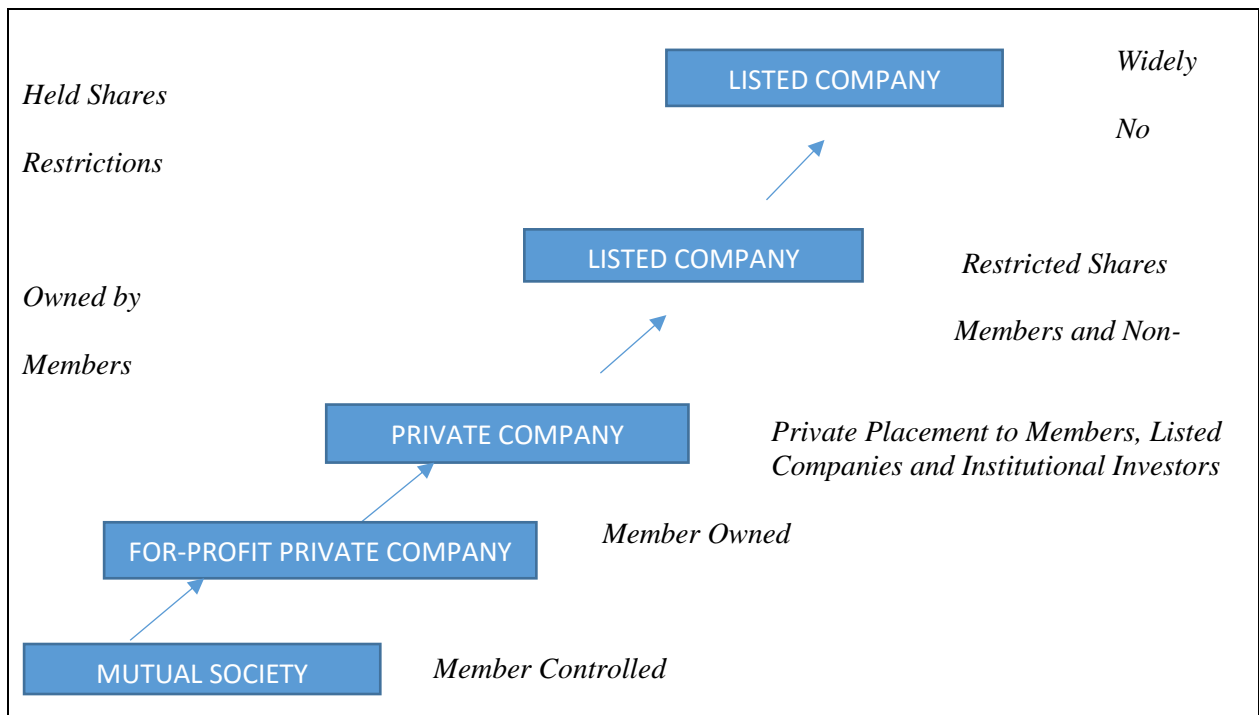 LISTED COMPANY
Widely
Held Shares
No
Restrictions
LISTED COMPANY
Restricted Shares
Owned by
Members and Non-
Members
PRIVATE COMPANY
Private Placement to Members, Listed
Companies and Institutional Investors
FOR-PROFIT PRIVATE COMPANY
Member Owned
MUTUAL SOCIETY
Member Controlled